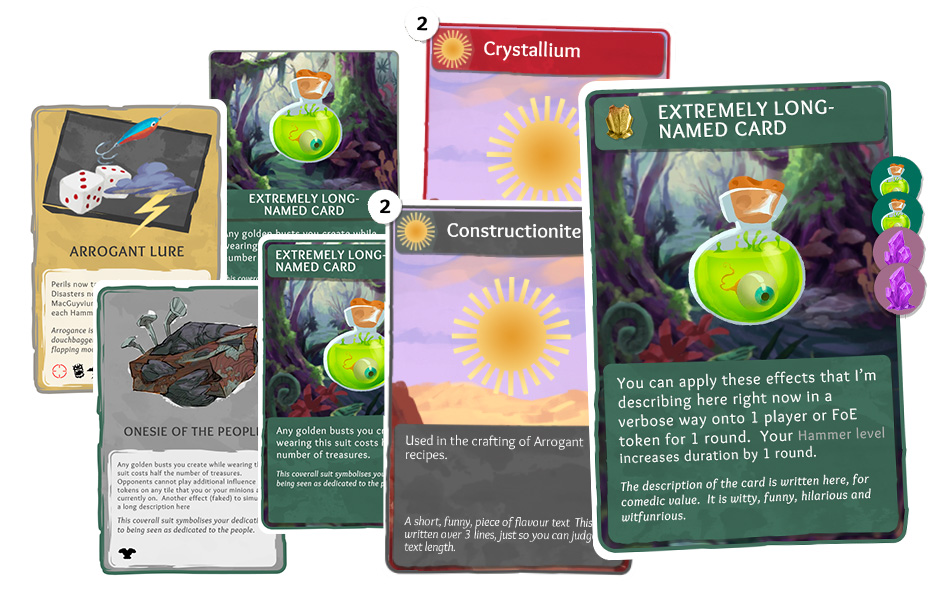 ARROGANT LURE
Perils now t
Disasters n
MacGuyviu
each Hamm
Arrogance is
douchbagge
flapping mo
EXTREMELY LONG-
NAMED CARD
Any golden busts you create while
wearing
number
This cover
ONESIE OF THE PEOPL
Any golden busts you create while wearing t
suit costs half the number of treasures.
Opponents cannot play additional influence
tokens on any tile that you or your minions a
currently on. Another effect (faked) to simu
a long description here
This coverall suit symbolises your dedicati
to being seen as dedicated to the people.
EXTREMELY LONG-
NAMED CARD
Any golden busts you c
wearing this suit costs h
number of treasures.
This coverall suit symbolises you
being seen as dedicated to the p
2
Crystallium
2
Constructionite
Used in the crafting of Arrogant
recipes.
A short, funny, piece of flavour text This
written over 3 lines, just so you can judg
text length.
EXTREMELY LONG-
NAMED CARD
You can apply these effects that I'm
describing here right now in a
verbose way onto 1 player or FoE
token for 1 round. Your Hammer level
increases duration by 1 round.
The description of the card is written here, for
comedic value. It is witty, funny, hilarious and
witfunrious.